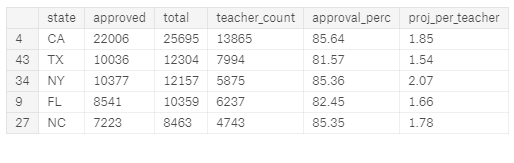 state approved total teacher_count approval_perc proj_per_teacher
4 CA 22006 25695 13865 85.64 1.85
43 TX 10036 12304 7994 81.57 1.54
34 NY 10377 12157 5875 85.36 2.07
9 FL 8541 10359 6237 82.45 1.66
27 NC 7223 8463 4743 85.35 1.78